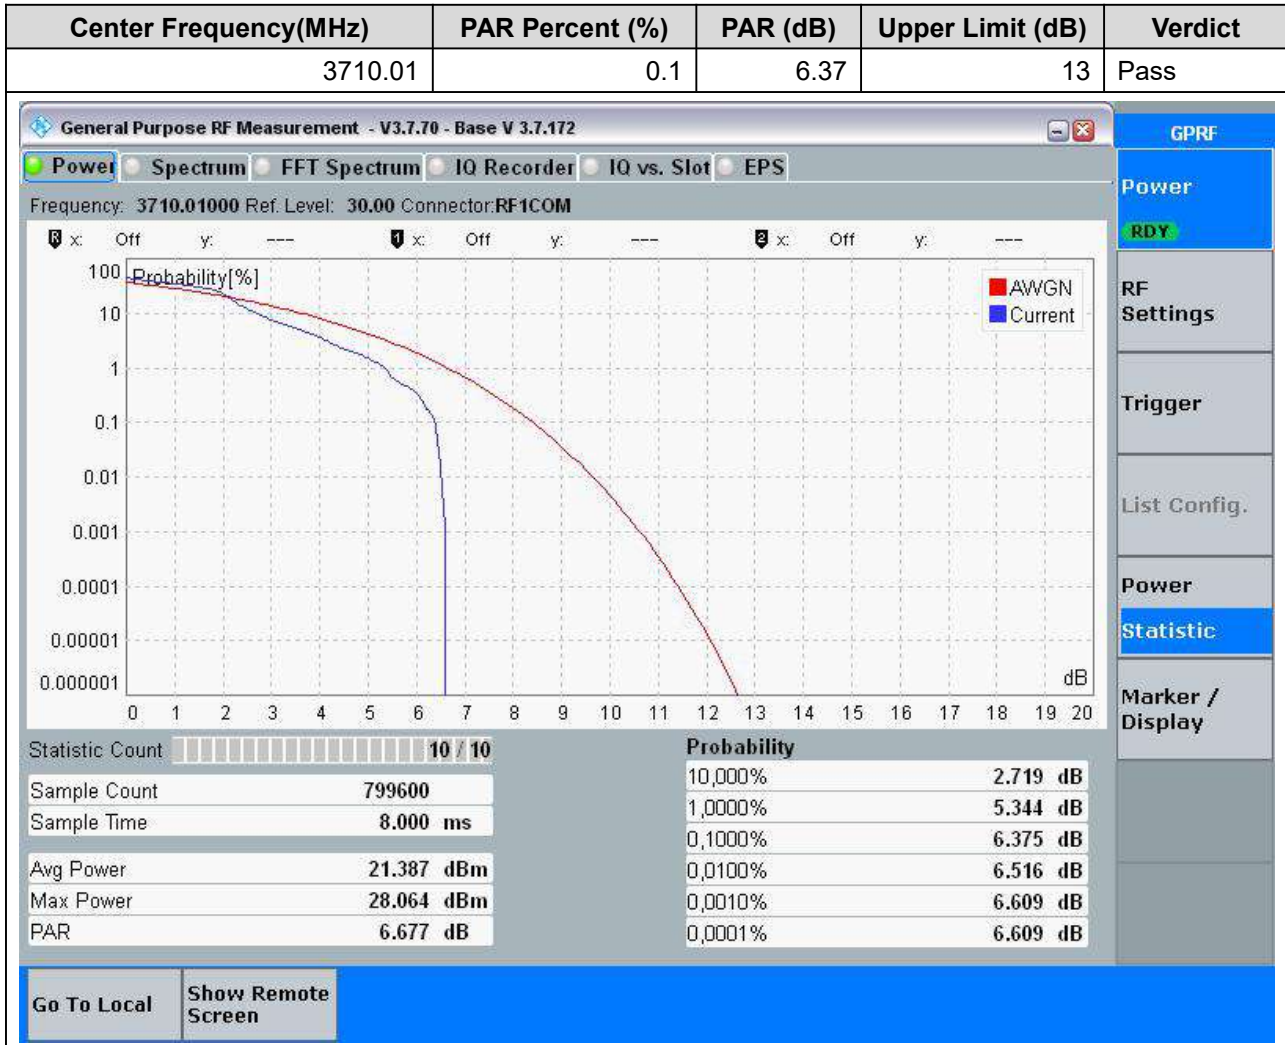 Center Frequency(MHz) PAR Percent (%) PAR (dB) Upper Limit (dB) Verdict
3710.01 0.1 6.37 13 Pass
General Purpose RF Measurement - V3.7.70 - Base V 3.7.172
GPRF
Power Spectrum FFT Spectrum IQ Recorder IQ vs. Slot EPS
Frequency: 3710.01000 Ref. Level: 30.00 Connector:RF1COM
R x: Off y: --- 1 x: Off y: --- 2 x: Off y: ---
Probability[%]
100
10
1
0.1
0.01
0.001
0.0001
0.00001
0.000001
AWGN
Current
dB
0 1 2 3 4 5 6 7 8 9 10 11 12 13 14 15 16 17 18 19 20
Statistic Count 10 / 10
Sample Count 799600
Sample Time 8.000 ms
Avg Power 21.387 dBm
Max Power 28.064 dBm
PAR 6.677 dB
Probability
10,000% 2.719 dB
1,0000% 5.344 dB
0,1000% 6.375 dB
0,0100% 6.516 dB
0,0010% 6.609 dB
0,0001% 6.609 dB
Power
RDY
RF
Settings
Trigger
List Config.
Power
Statistic
Marker /
Display
Go To Local
Show Remote
Screen